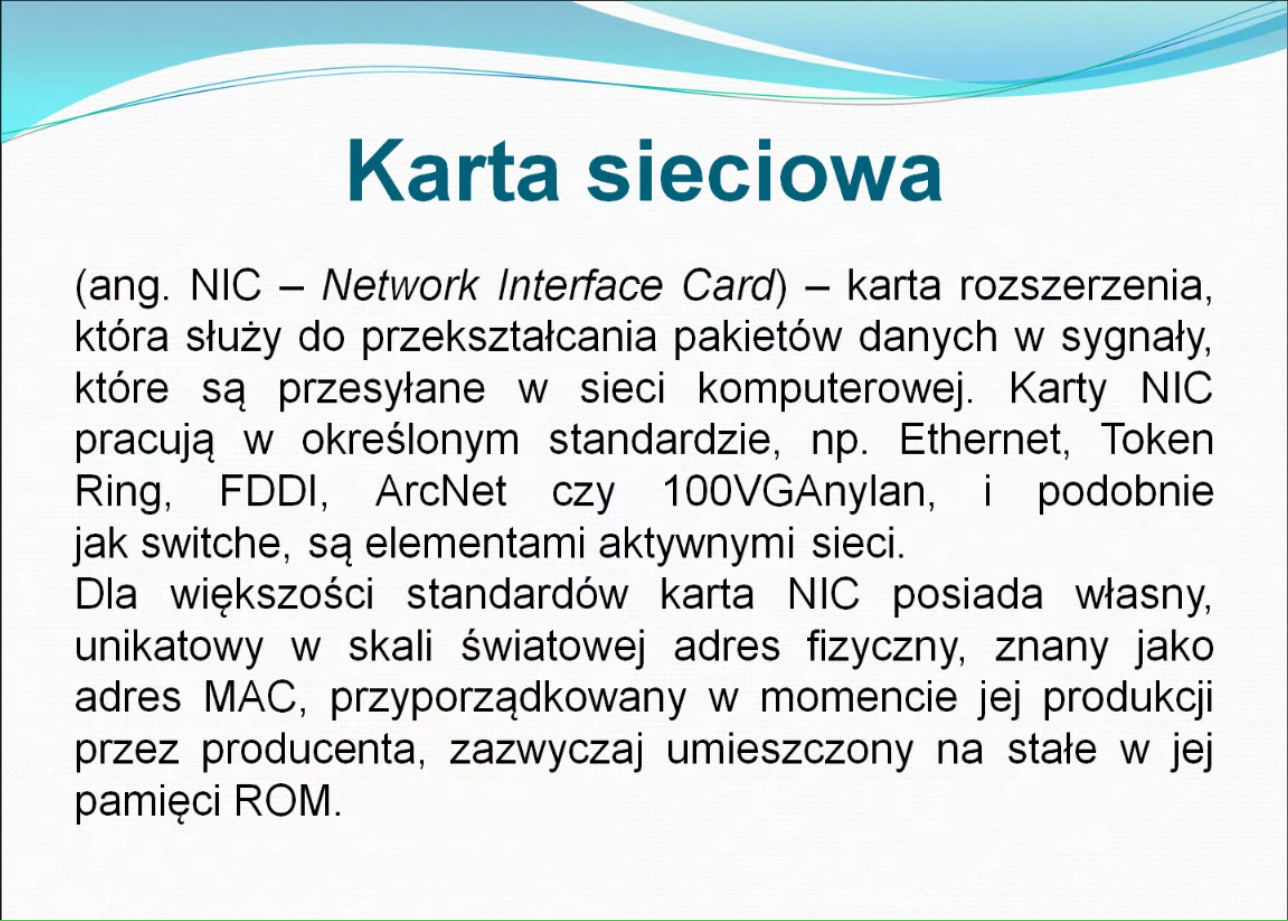 Karta sieciowa
(ang. NIC – Network Interface Card) – karta rozszerzenia,
która służy do przekształcania pakietów danych w sygnały,
które są przesyłane w sieci komputerowej. Karty NIC
pracują w określonym standardzie, np. Ethernet, Token
Ring, FDDI, ArcNet czy 100VGAnylan, i podobnie
jak switche, są elementami aktywnymi sieci.
Dla większości standardów karta NIC posiada własny,
unikatowy w skali światowej adres fizyczny, znany jako
adres MAC, przyporządkowany w momencie jej produkcji
przez producenta, zazwyczaj umieszczony na stałe w jej
pamięci ROM.